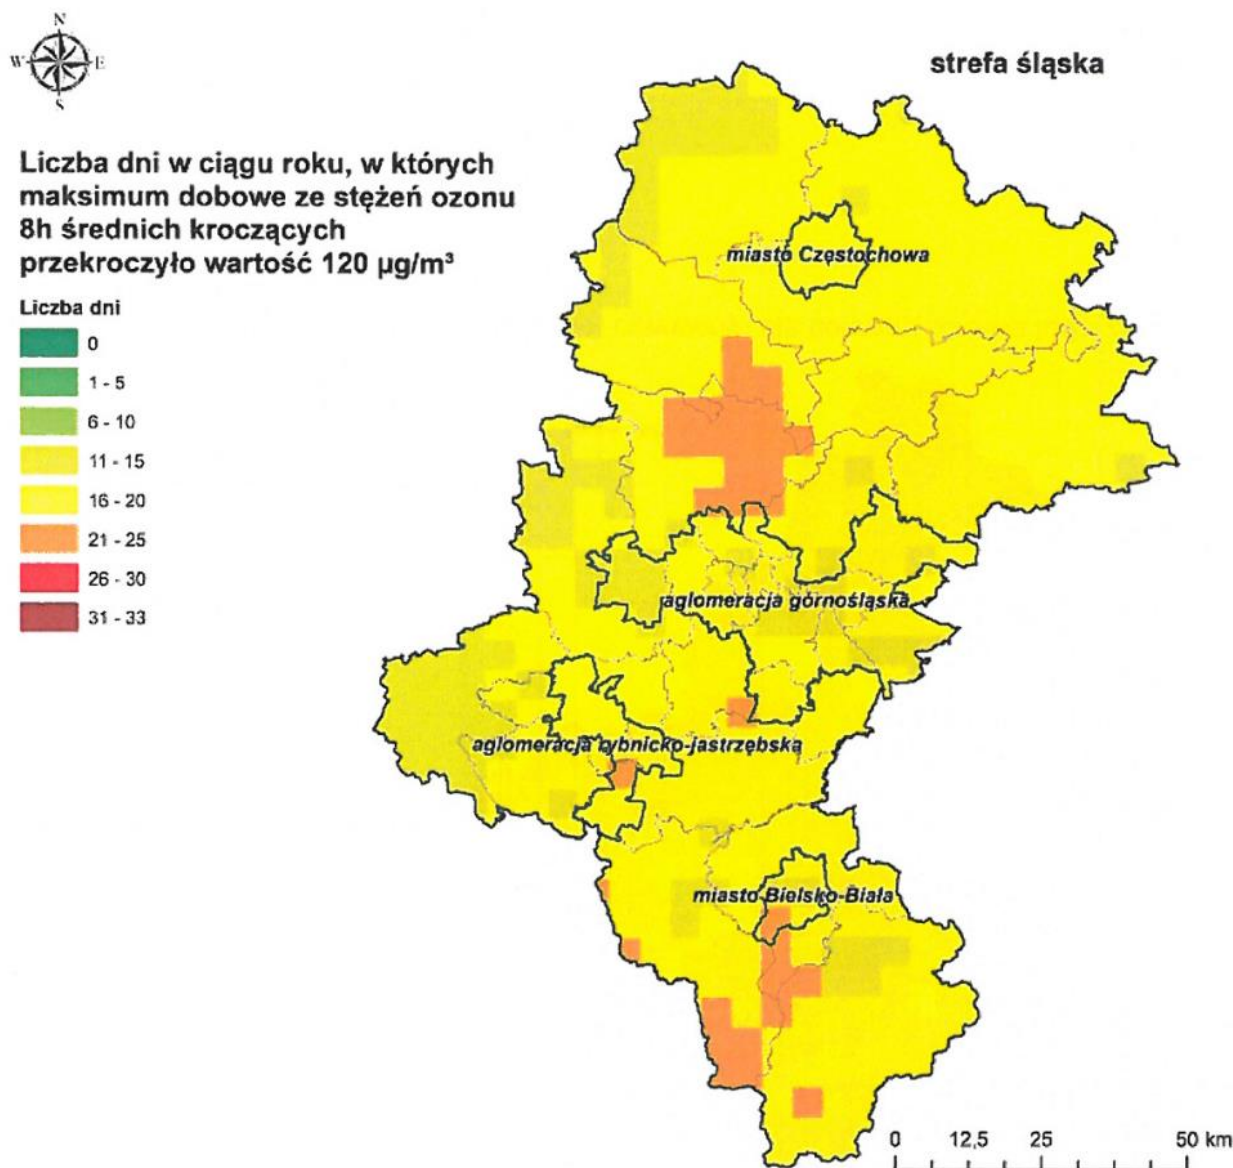 N
W E
S
strefa śląska
Liczba dni w ciągu roku, w których
maksimum dobowe ze stężeń ozonu
8h średnich kroczących
przekroczyło wartość 120 µg/m³
Liczba dni
0
1 - 5
6 - 10
11 - 15
16 - 20
21 - 25
26 - 30
31 - 33
miasto Częstochowa
aglomeracja górnośląska
aglomeracja rybnicko-jastrzębska
miasto Bielsko-Biała
0 12,5 25 50 km